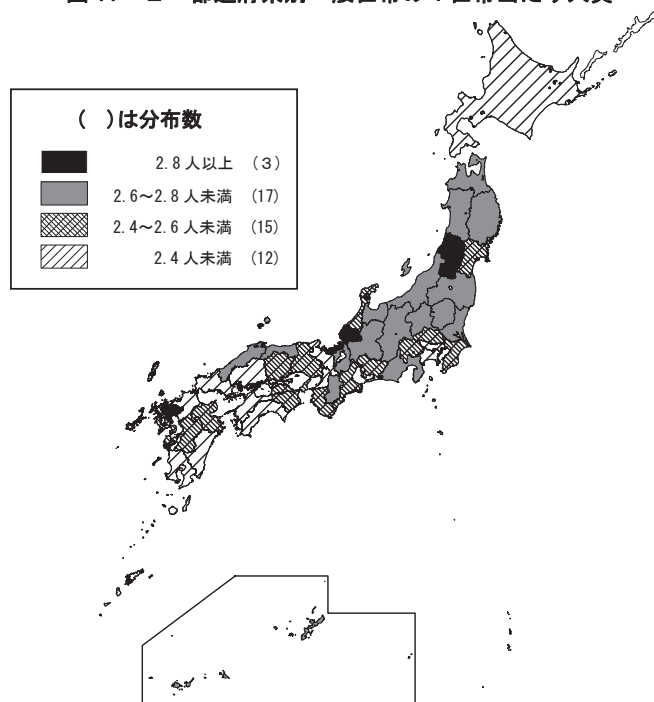 ( )は分布数
2.8人以上 (3)
2.6～2.8人未満 (17)
2.4～2.6人未満 (15)
2.4人未満 (12)